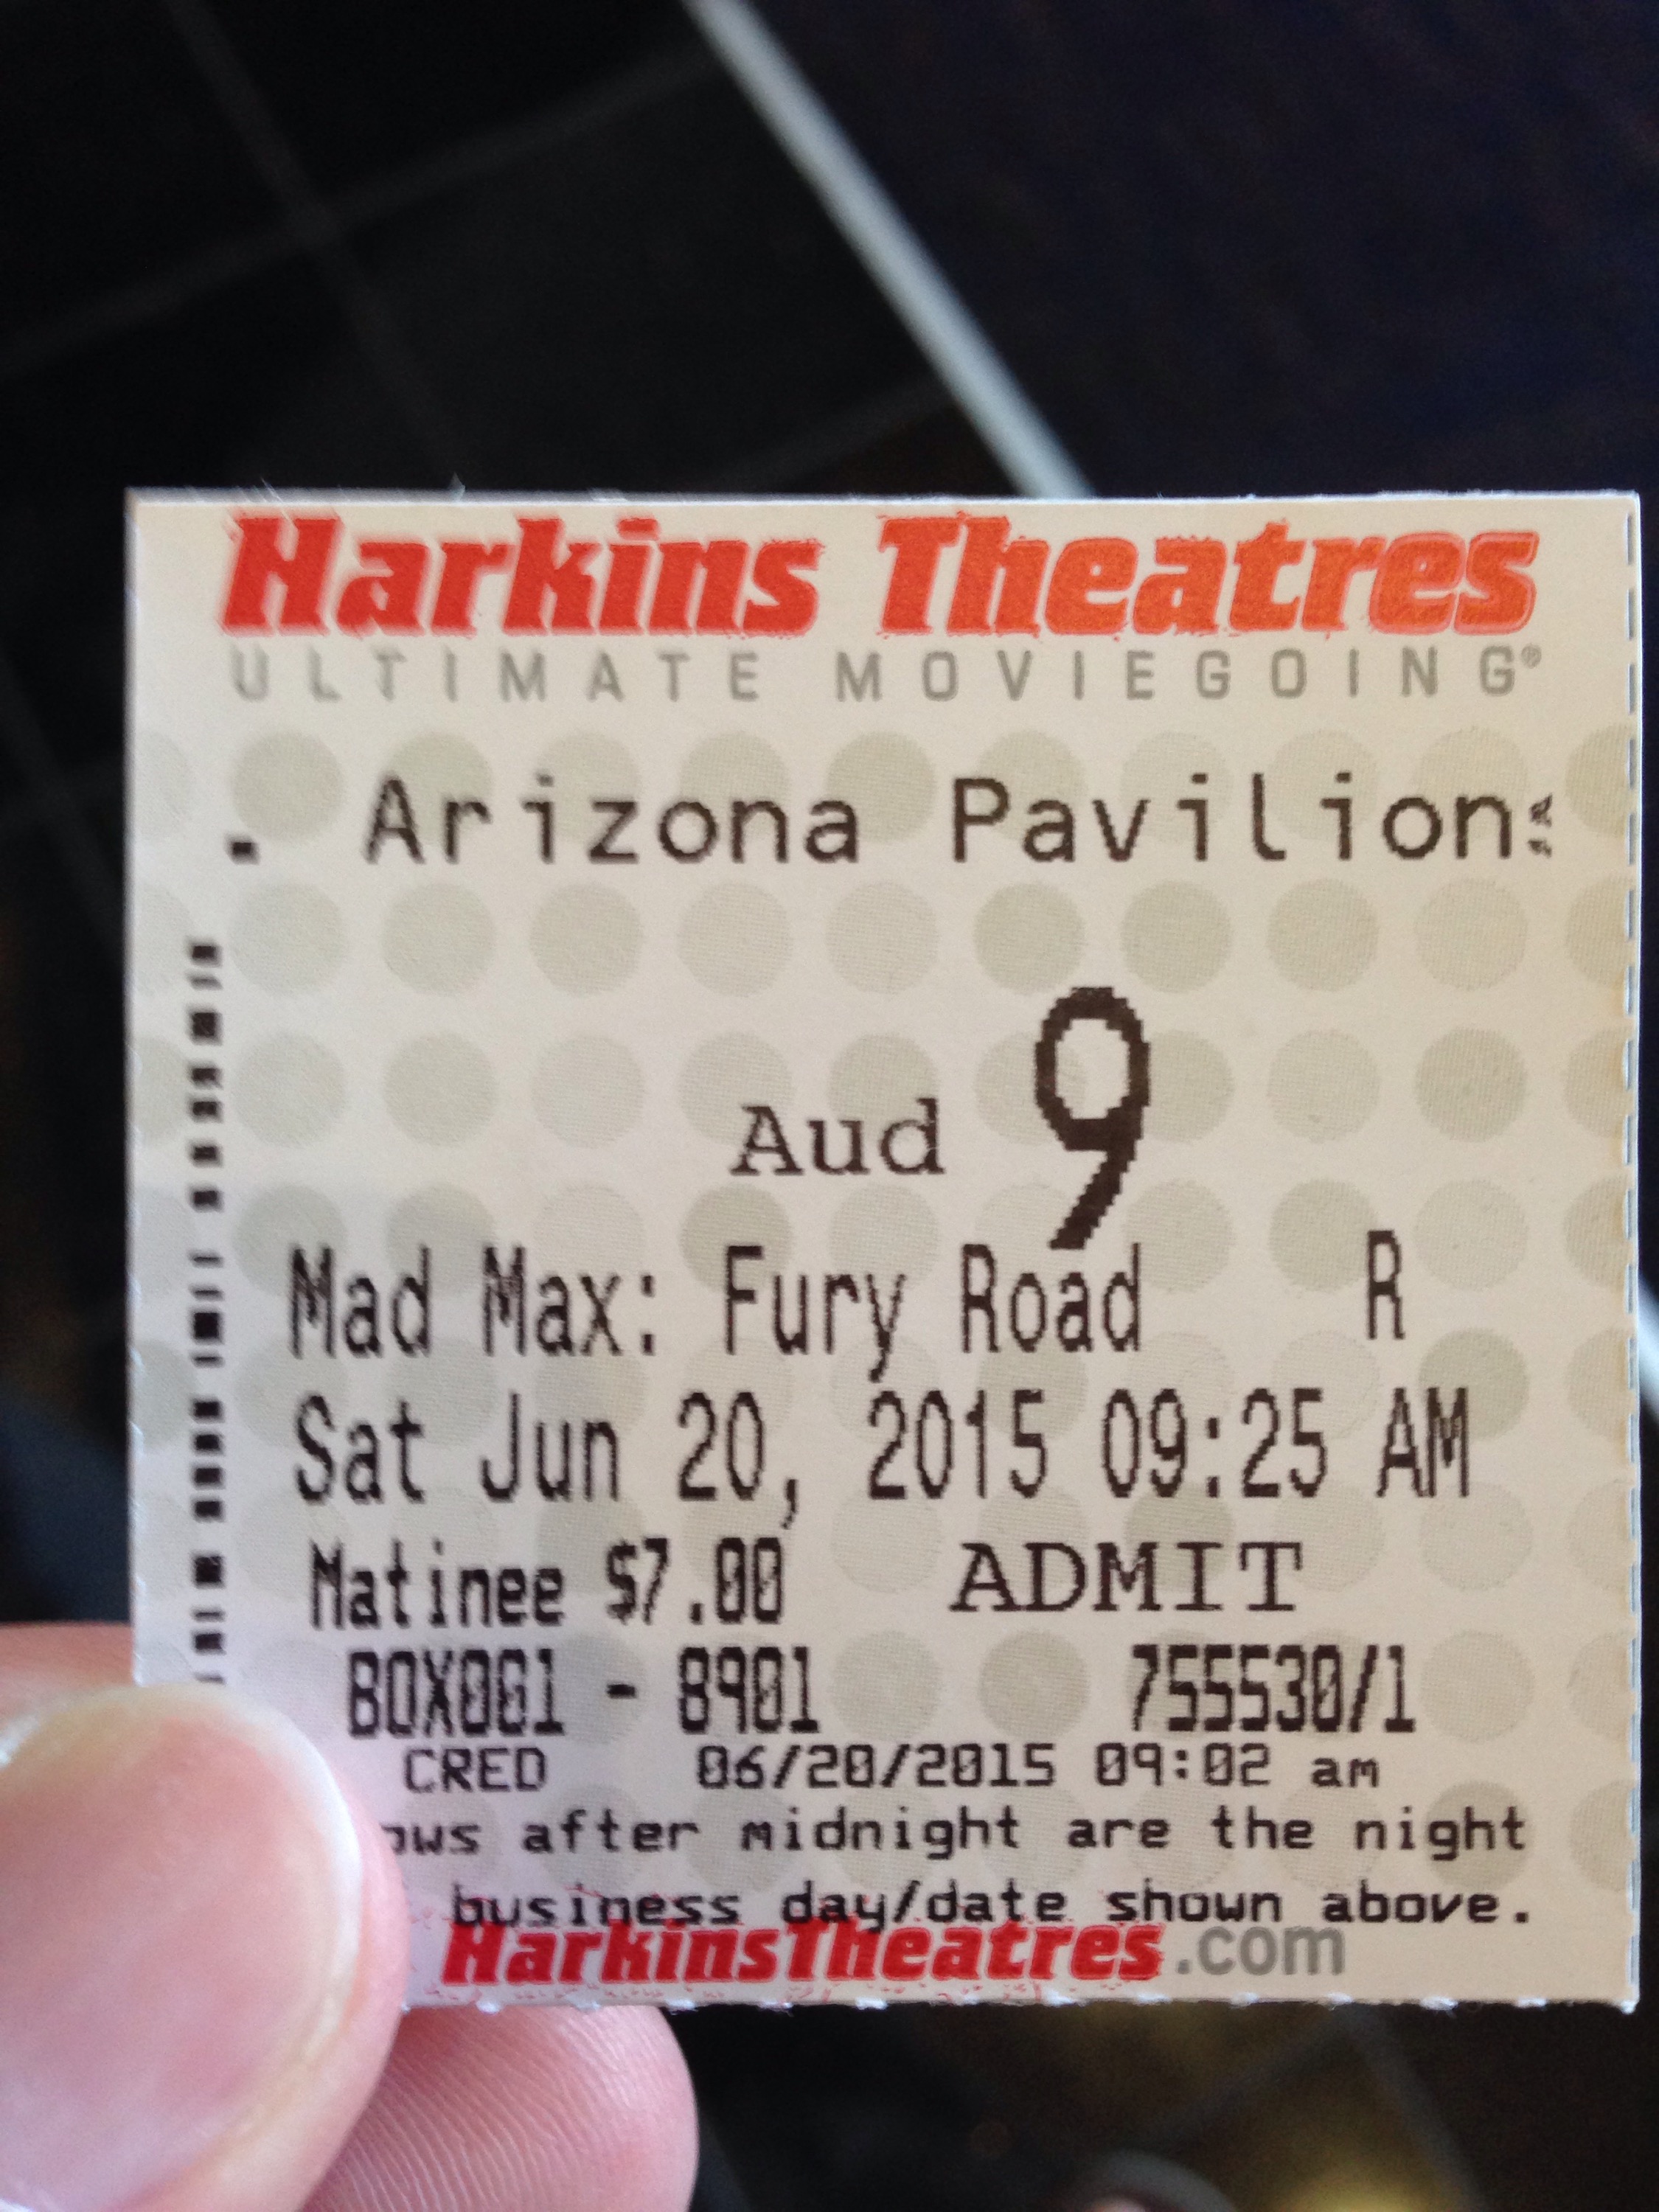 Harkins Theatres
ULTIMATE MOVIEGOING®
. Arizona Pavilions
Aud 9
Mad Max: Fury Road R
Sat Jun 20, 2015 09:25 AM
Matinee $7.00 ADMIT
BOX001 - 8901 755530/1
CRED 06/20/2015 09:02 am
ows after midnight are the night
business day/date shown above.
HarkinsTheatres.com